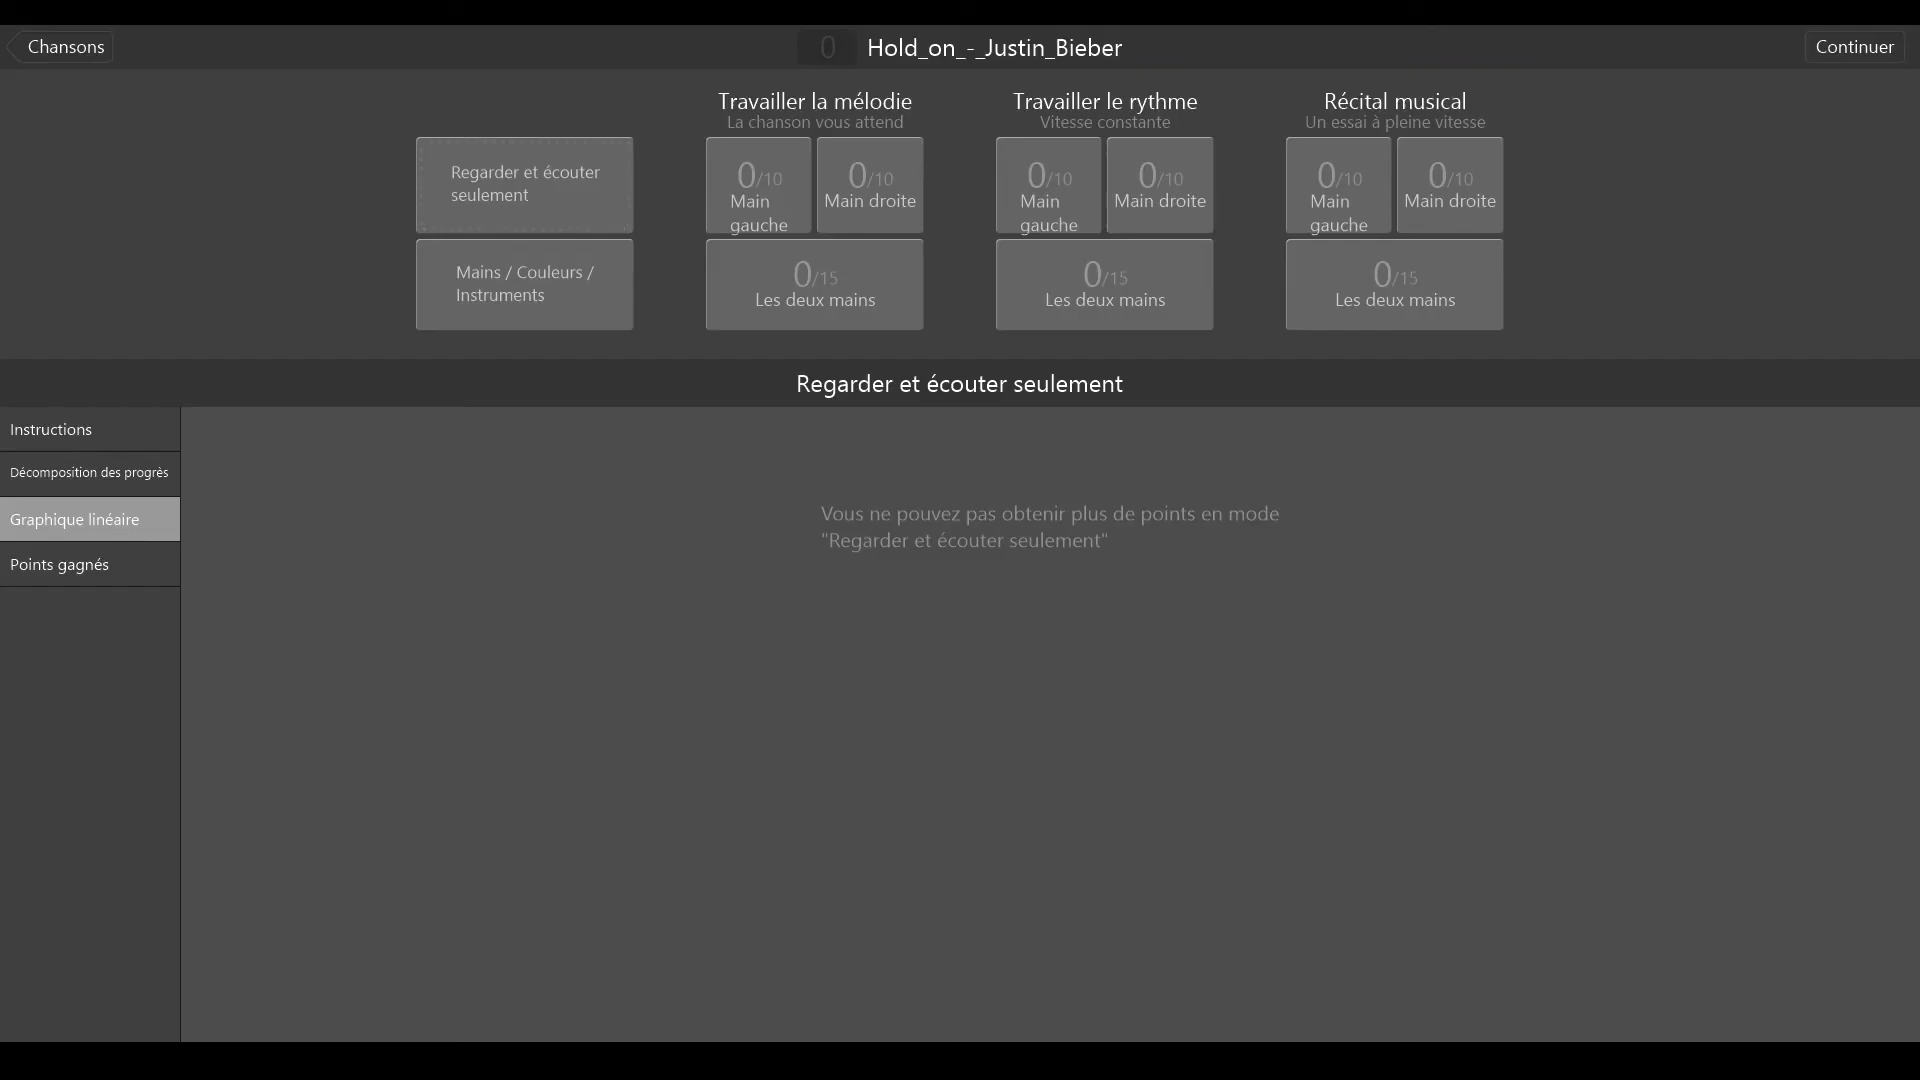 Chansons
0 Hold_on_-_Justin_Bieber
Continuer
Travailler la mélodie
La chanson vous attend
Travailler le rythme
Vitesse constante
Récital musical
Un essai à pleine vitesse
Regarder et écouter
seulement
0/10
Main
gauche
0/10
Main droite
0/10
Main
gauche
0/10
Main droite
0/10
Main
gauche
0/10
Main droite
Mains / Couleurs /
Instruments
0/15
Les deux mains
0/15
Les deux mains
0/15
Les deux mains
Regarder et écouter seulement
Instructions
Décomposition des progrès
Graphique linéaire
Points gagnés
Vous ne pouvez pas obtenir plus de points en mode
"Regarder et écouter seulement"